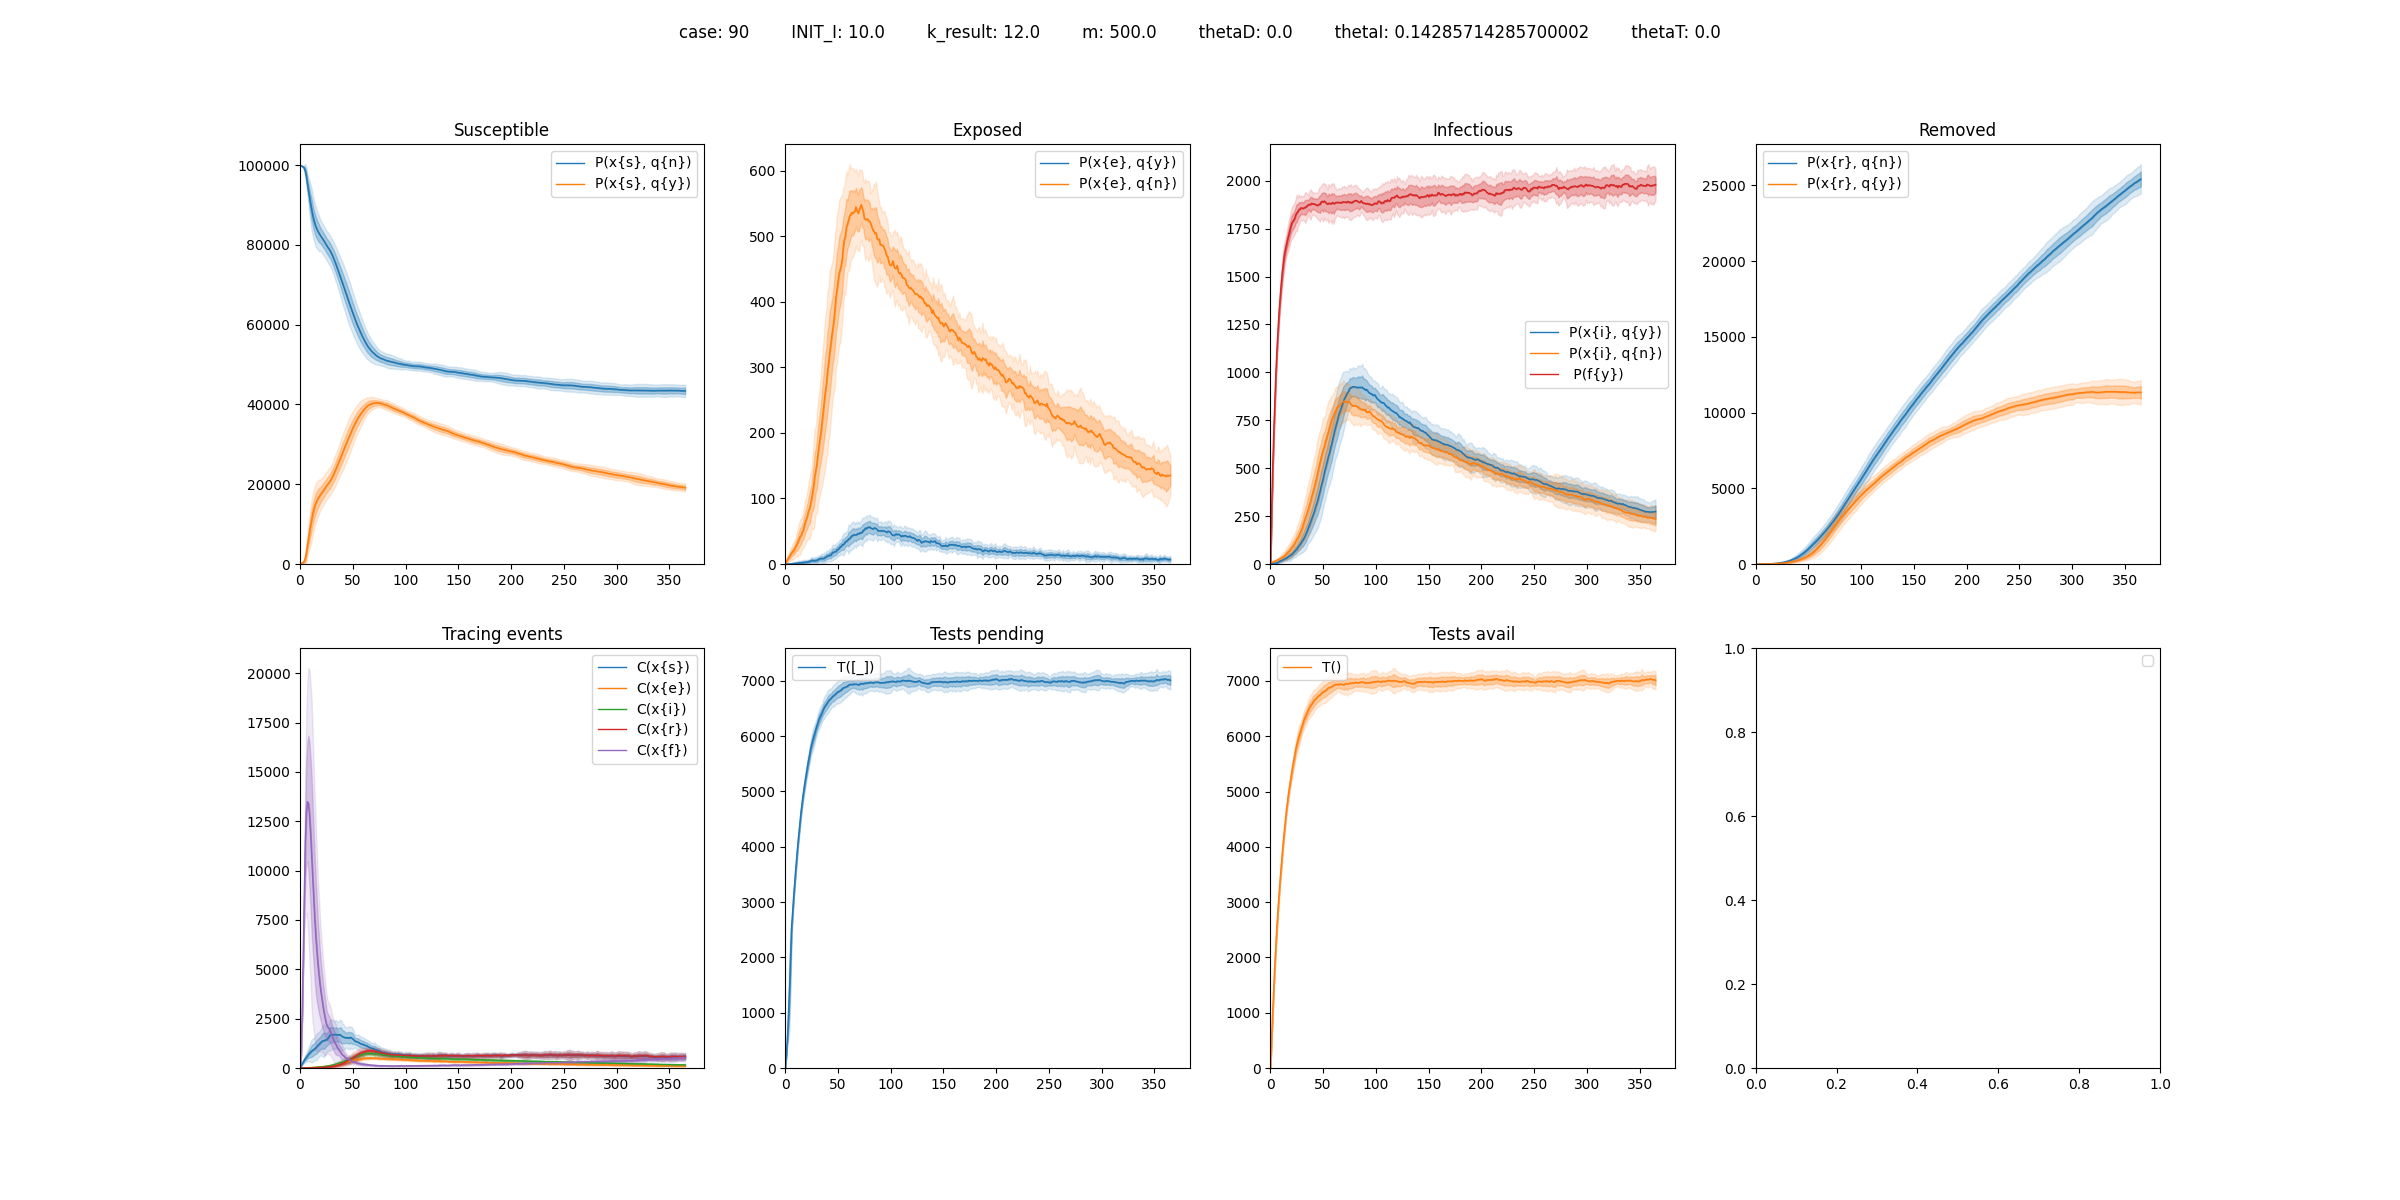 case: 90 INIT_I: 10.0 k_result: 12.0 m: 500.0 thetaD: 0.0 thetaI: 0.14285714285700002 thetaT: 0.0
Susceptible
P(x{s}, q{n})
P(x{s}, q{y})
100000
80000
60000
40000
20000
0
0 50 100 150 200 250 300 350
Exposed
P(x{e}, q{y})
P(x{e}, q{n})
600
500
400
300
200
100
0
0 50 100 150 200 250 300 350
Infectious
P(x{i}, q{y})
P(x{i}, q{n})
P(f{y})
2000
1750
1500
1250
1000
750
500
250
0
0 50 100 150 200 250 300 350
Removed
P(x{r}, q{n})
P(x{r}, q{y})
25000
20000
15000
10000
5000
0
0 50 100 150 200 250 300 350
Tracing events
C(x{s})
C(x{e})
C(x{i})
C(x{r})
C(x{f})
20000
17500
15000
12500
10000
7500
5000
2500
0
0 50 100 150 200 250 300 350
Tests pending
T([_])
7000
6000
5000
4000
3000
2000
1000
0
0 50 100 150 200 250 300 350
Tests avail
T()
7000
6000
5000
4000
3000
2000
1000
0
0 50 100 150 200 250 300 350
1.0
0.8
0.6
0.4
0.2
0.0
0.0 0.2 0.4 0.6 0.8 1.0